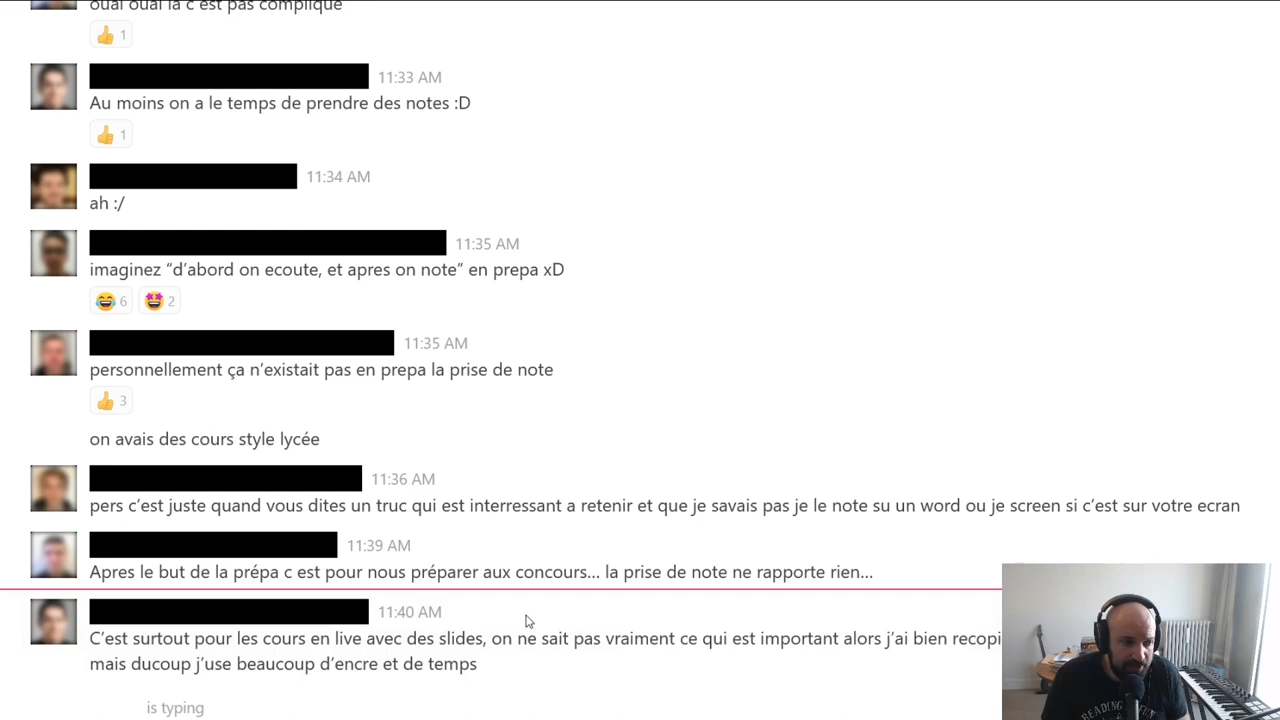 ouai ouai la c est pas compliqué
👍 1
11:33 AM
Au moins on a le temps de prendre des notes :D
👍 1
11:34 AM
ah :/
11:35 AM
imaginez “d’abord on ecoute, et apres on note” en prepa xD
😂 6 🤩 2
11:35 AM
personnellement ça n’existait pas en prepa la prise de note
👍 3
on avais des cours style lycée
11:36 AM
pers c’est juste quand vous dites un truc qui est interressant a retenir et que je savais pas je le note su un word ou je screen si c’est sur votre ecran
11:39 AM
Apres le but de la prépa c est pour nous préparer aux concours... la prise de note ne rapporte rien...
11:40 AM
C’est surtout pour les cours en live avec des slides, on ne sait pas vraiment ce qui est important alors j’ai bien
mais ducoup j’use beaucoup d’encre et de temps
is typing
READING